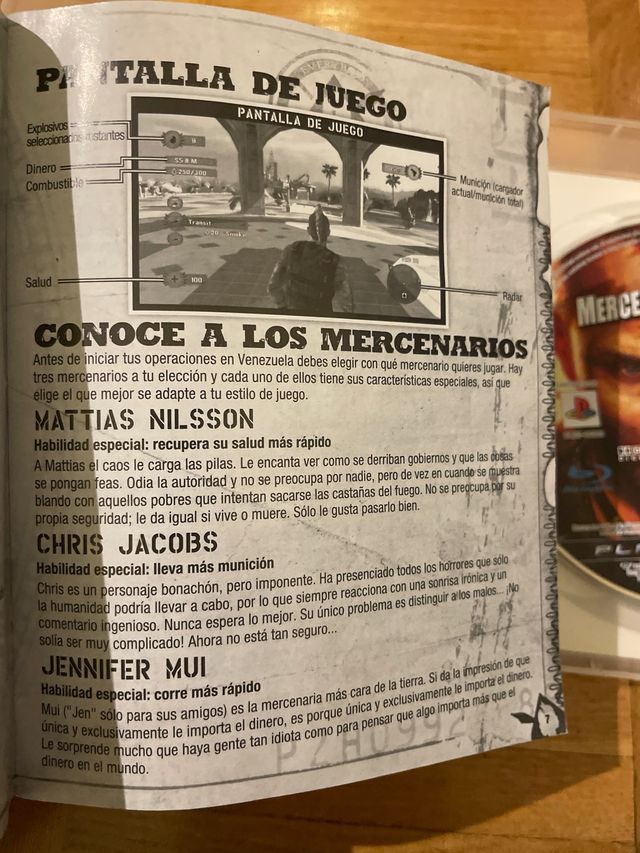 PANTALLA DE JUEGO
PANTALLA DE JUEGO
Explosivos
seleccionados restantes
Dinero
Combustible
Salud
250/300
Transit
Smoke
100
Munición (cargador
actual/munición total)
Radar
CONOCE A LOS MERCENARIOS
Antes de iniciar tus operaciones en Venezuela debes elegir con qué mercenario quieres jugar. Hay
tres mercenarios a tu elección y cada uno de ellos tiene sus características especiales, así que
elige el que mejor se adapte a tu estilo de juego.
MATTIAS NILSSON
Habilidad especial: recupera su salud más rápido
A Mattias el caos le carga las pilas. Le encanta ver como se derriban gobiernos y que las cosas
se pongan feas. Odia la autoridad y no se preocupa por nadie, pero de vez en cuando se muestra
blando con aquellos pobres que intentan sacarse las castañas del fuego. No se preocupa por su
propia seguridad; le da igual si vive o muere. Sólo le gusta pasarlo bien.
CHRIS JACOBS
Habilidad especial: lleva más munición
Chris es un personaje bonachón, pero imponente. Ha presenciado todos los horrores que sólo
la humanidad podría llevar a cabo, por lo que siempre reacciona con una sonrisa irónica y un
comentario ingenioso. Nunca espera lo mejor. Su único problema es distinguir a los malos... ¡No
solía ser muy complicado! Ahora no está tan seguro...
JENNIFER MUI
Habilidad especial: corre más rápido
Mui ("Jen" sólo para sus amigos) es la mercenaria más cara de la tierra. Si da la impresión de que
única y exclusivamente le importa el dinero, es porque única y exclusivamente le importa el dinero.
Le sorprende mucho que haya gente tan idiota como para pensar que algo importa más que el
dinero en el mundo.
7
MERCE